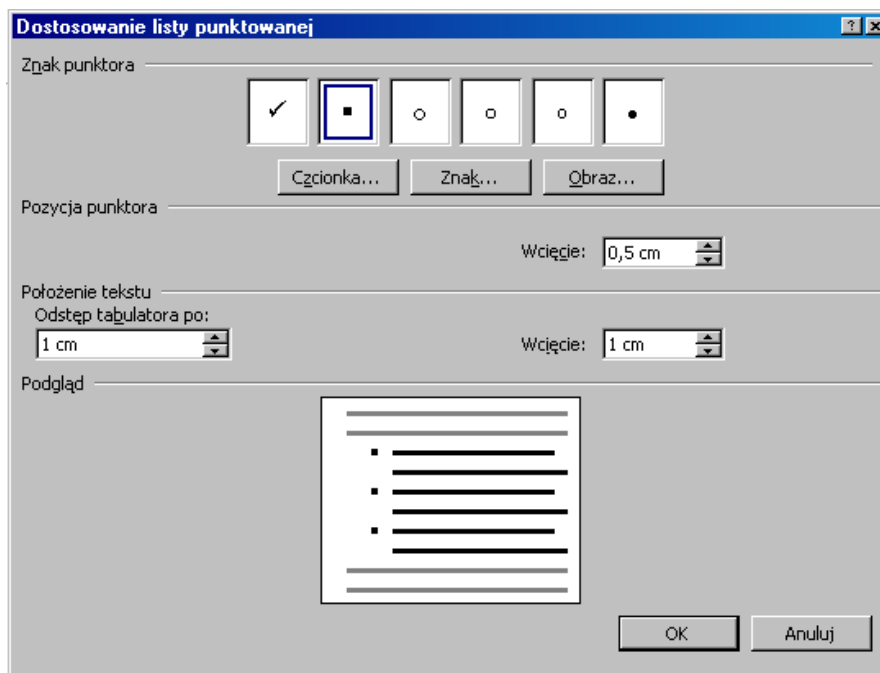 Dostosowanie listy punktowanej
Znak punktora
Czcionka... Znak... Obraz...
Pozycja punktora
Wcięcie: 0,5 cm
Położenie tekstu
Odstęp tabulatora po:
1 cm Wcięcie: 1 cm
Podgląd
OK Anuluj